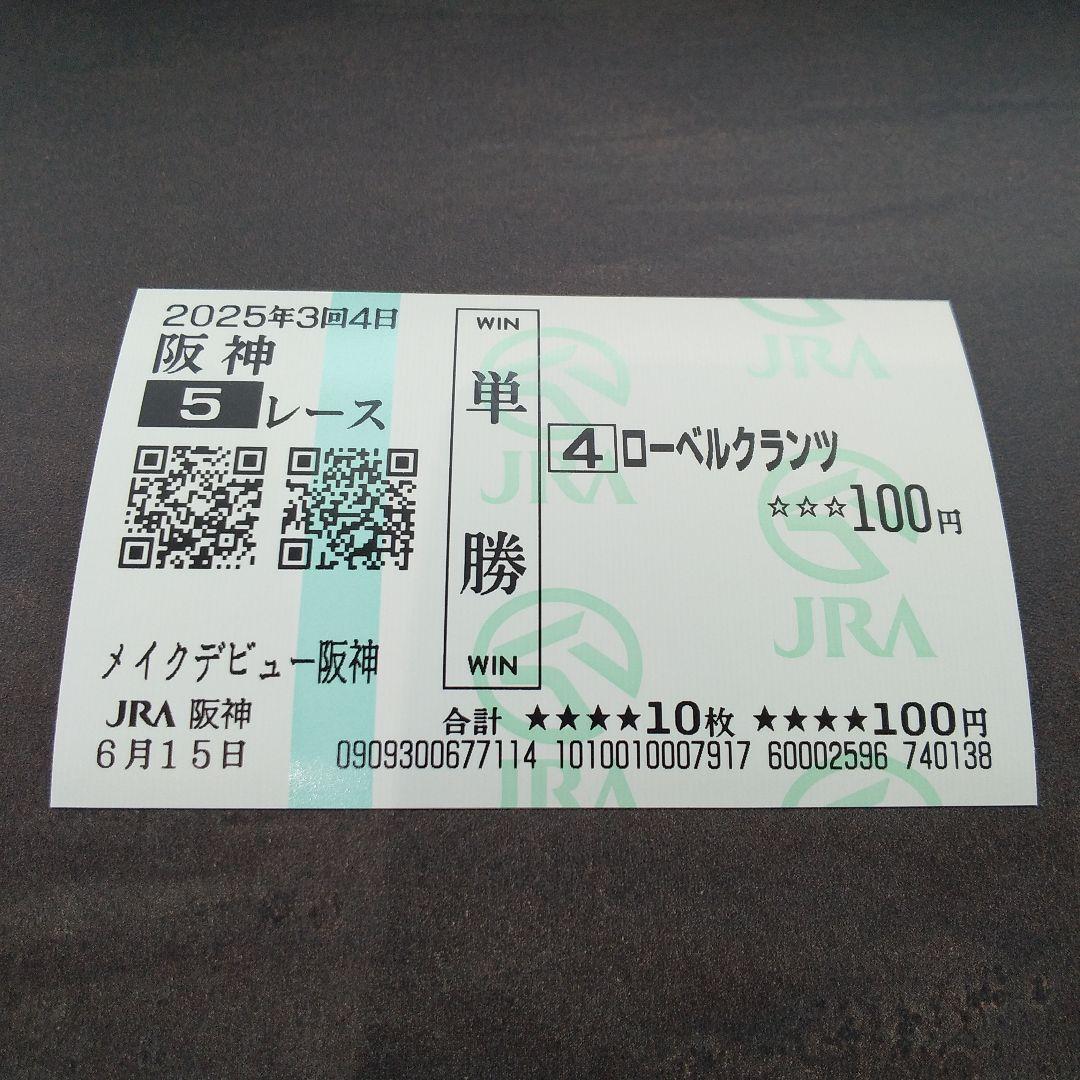 2025年3回4日
阪神
5レース
メイクデビュー阪神
JRA 阪神
6月15日
WIN
単勝
WIN
4 ローベルクランツ
☆☆☆100円
合計 ★★★★10枚 ★★★★100円
0909300677114 1010010007917 60002596 740138
JRA
JRA
JRA
JRA